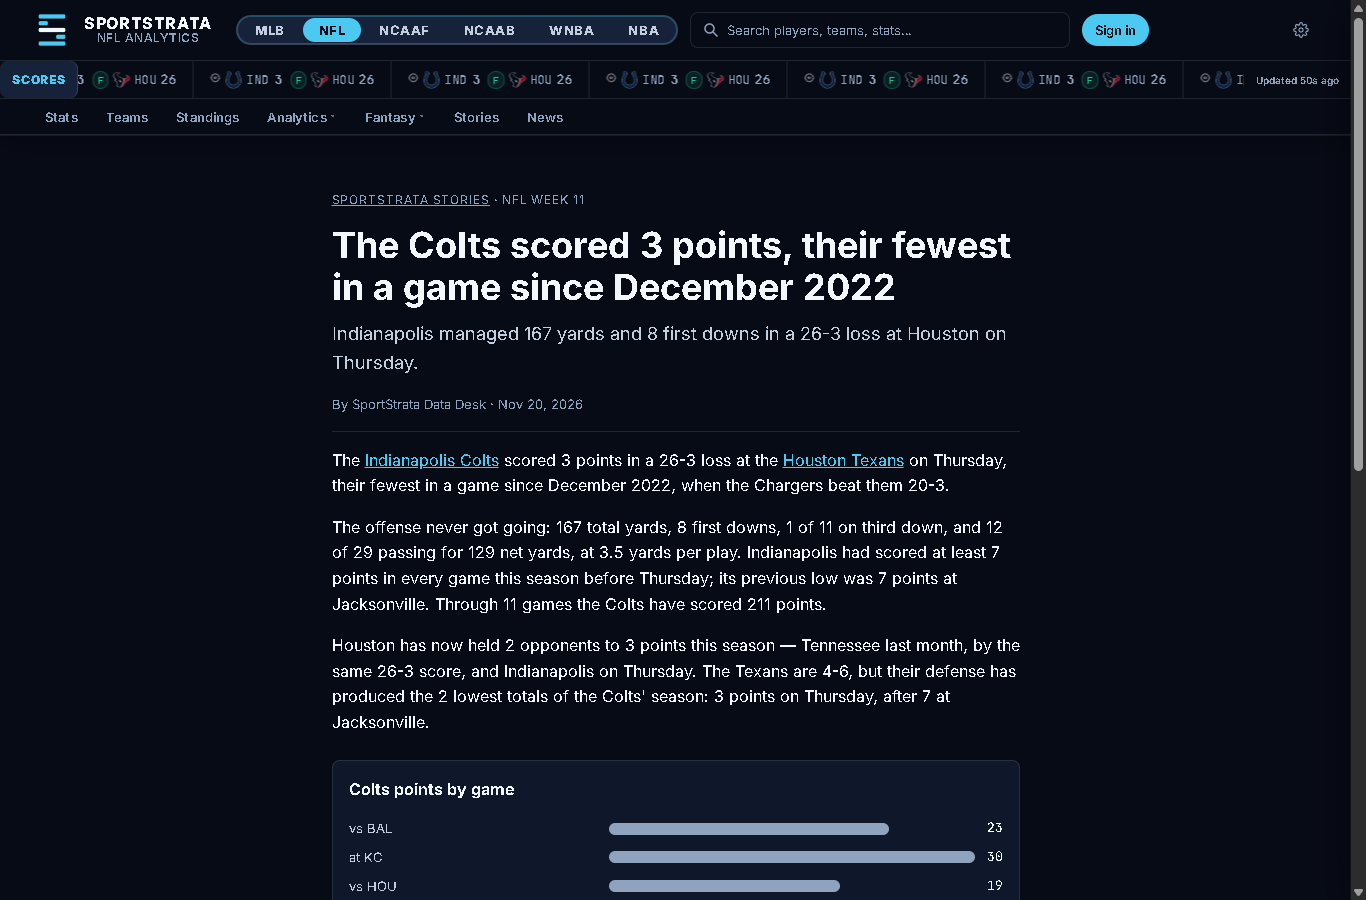 SPORTSTRATA
NFL ANALYTICS
MLB NFL NCAAF NCAAB WNBA NBA
Search players, teams, stats...
Sign in
SCORES 3 F HOU 26 IND 3 F HOU 26 IND 3 F HOU 26 IND 3 F HOU 26 IND 3 F HOU 26 IND 3 F HOU 26 Updated 50s ago
Stats Teams Standings Analytics Fantasy Stories News
SPORTSTRATA STORIES · NFL WEEK 11
The Colts scored 3 points, their fewest
in a game since December 2022
Indianapolis managed 167 yards and 8 first downs in a 26-3 loss at Houston on
Thursday.
By SportStrata Data Desk · Nov 20, 2026
The Indianapolis Colts scored 3 points in a 26-3 loss at the Houston Texans on Thursday,
their fewest in a game since December 2022, when the Chargers beat them 20-3.
The offense never got going: 167 total yards, 8 first downs, 1 of 11 on third down, and 12
of 29 passing for 129 net yards, at 3.5 yards per play. Indianapolis had scored at least 7
points in every game this season before Thursday; its previous low was 7 points at
Jacksonville. Through 11 games the Colts have scored 211 points.
Houston has now held 2 opponents to 3 points this season — Tennessee last month, by the
same 26-3 score, and Indianapolis on Thursday. The Texans are 4-6, but their defense has
produced the 2 lowest totals of the Colts' season: 3 points on Thursday, after 7 at
Jacksonville.
Colts points by game
vs BAL 23
at KC 30
vs HOU 19